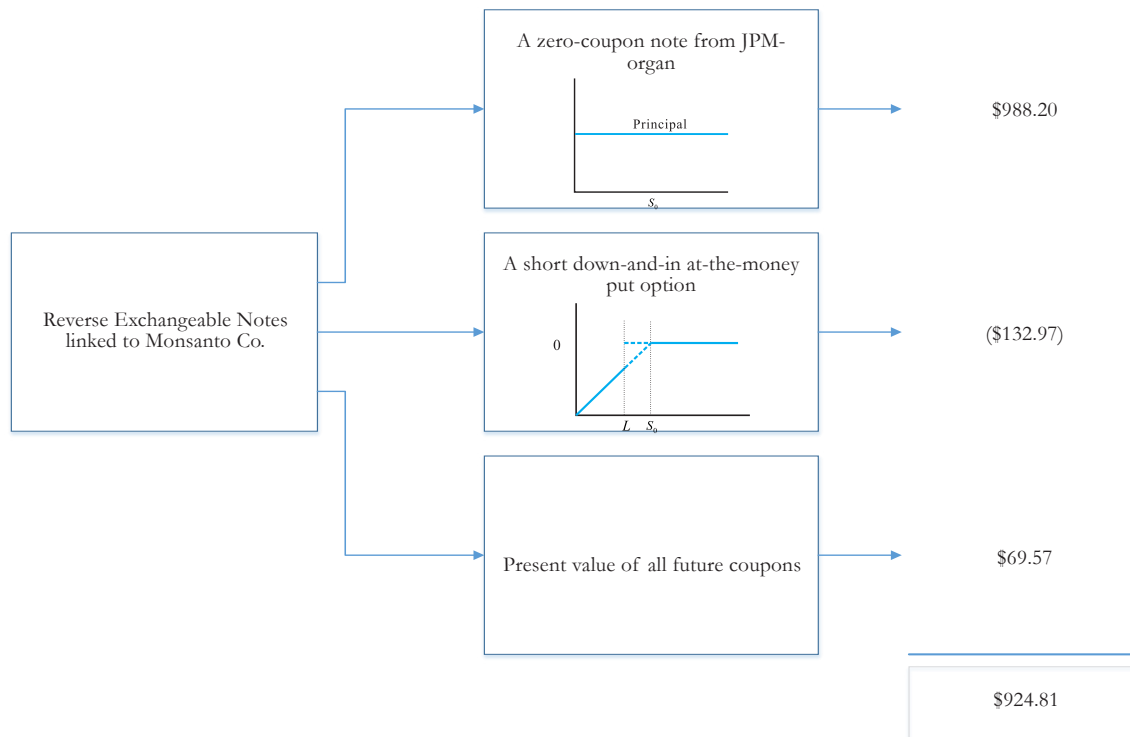 A zero-coupon note from JPM-
organ
Principal
S₀
$988.20
Reverse Exchangeable Notes
linked to Monsanto Co.
A short down-and-in at-the-money
put option
0
L S₀
($132.97)
Present value of all future coupons
$69.57
$924.81